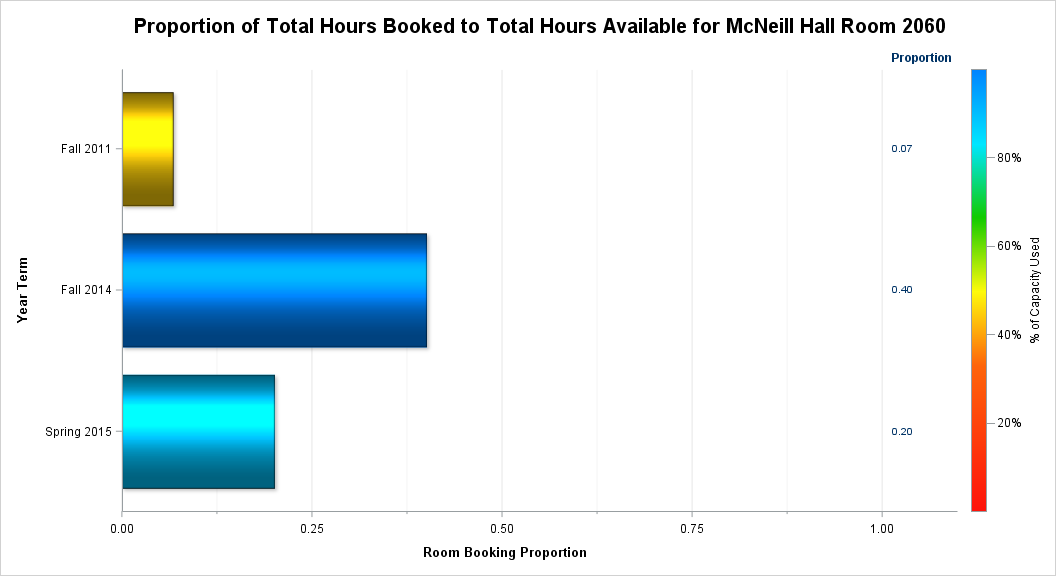 Proportion of Total Hours Booked to Total Hours Available for McNeill Hall Room 2060
Proportion
Fall 2011
0.07
80%
60%
Fall 2014
0.40
40%
Spring 2015
0.20
20%
Year Term
% of Capacity Used
0.00 0.25 0.50 0.75 1.00
Room Booking Proportion